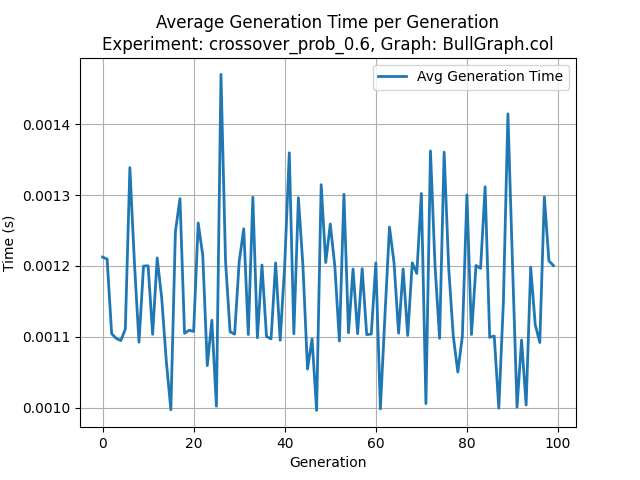 Average Generation Time per Generation
Experiment: crossover_prob_0.6, Graph: BullGraph.col
Avg Generation Time
0.0014
0.0013
0.0012
0.0011
0.0010
Time (s)
0 20 40 60 80 100
Generation